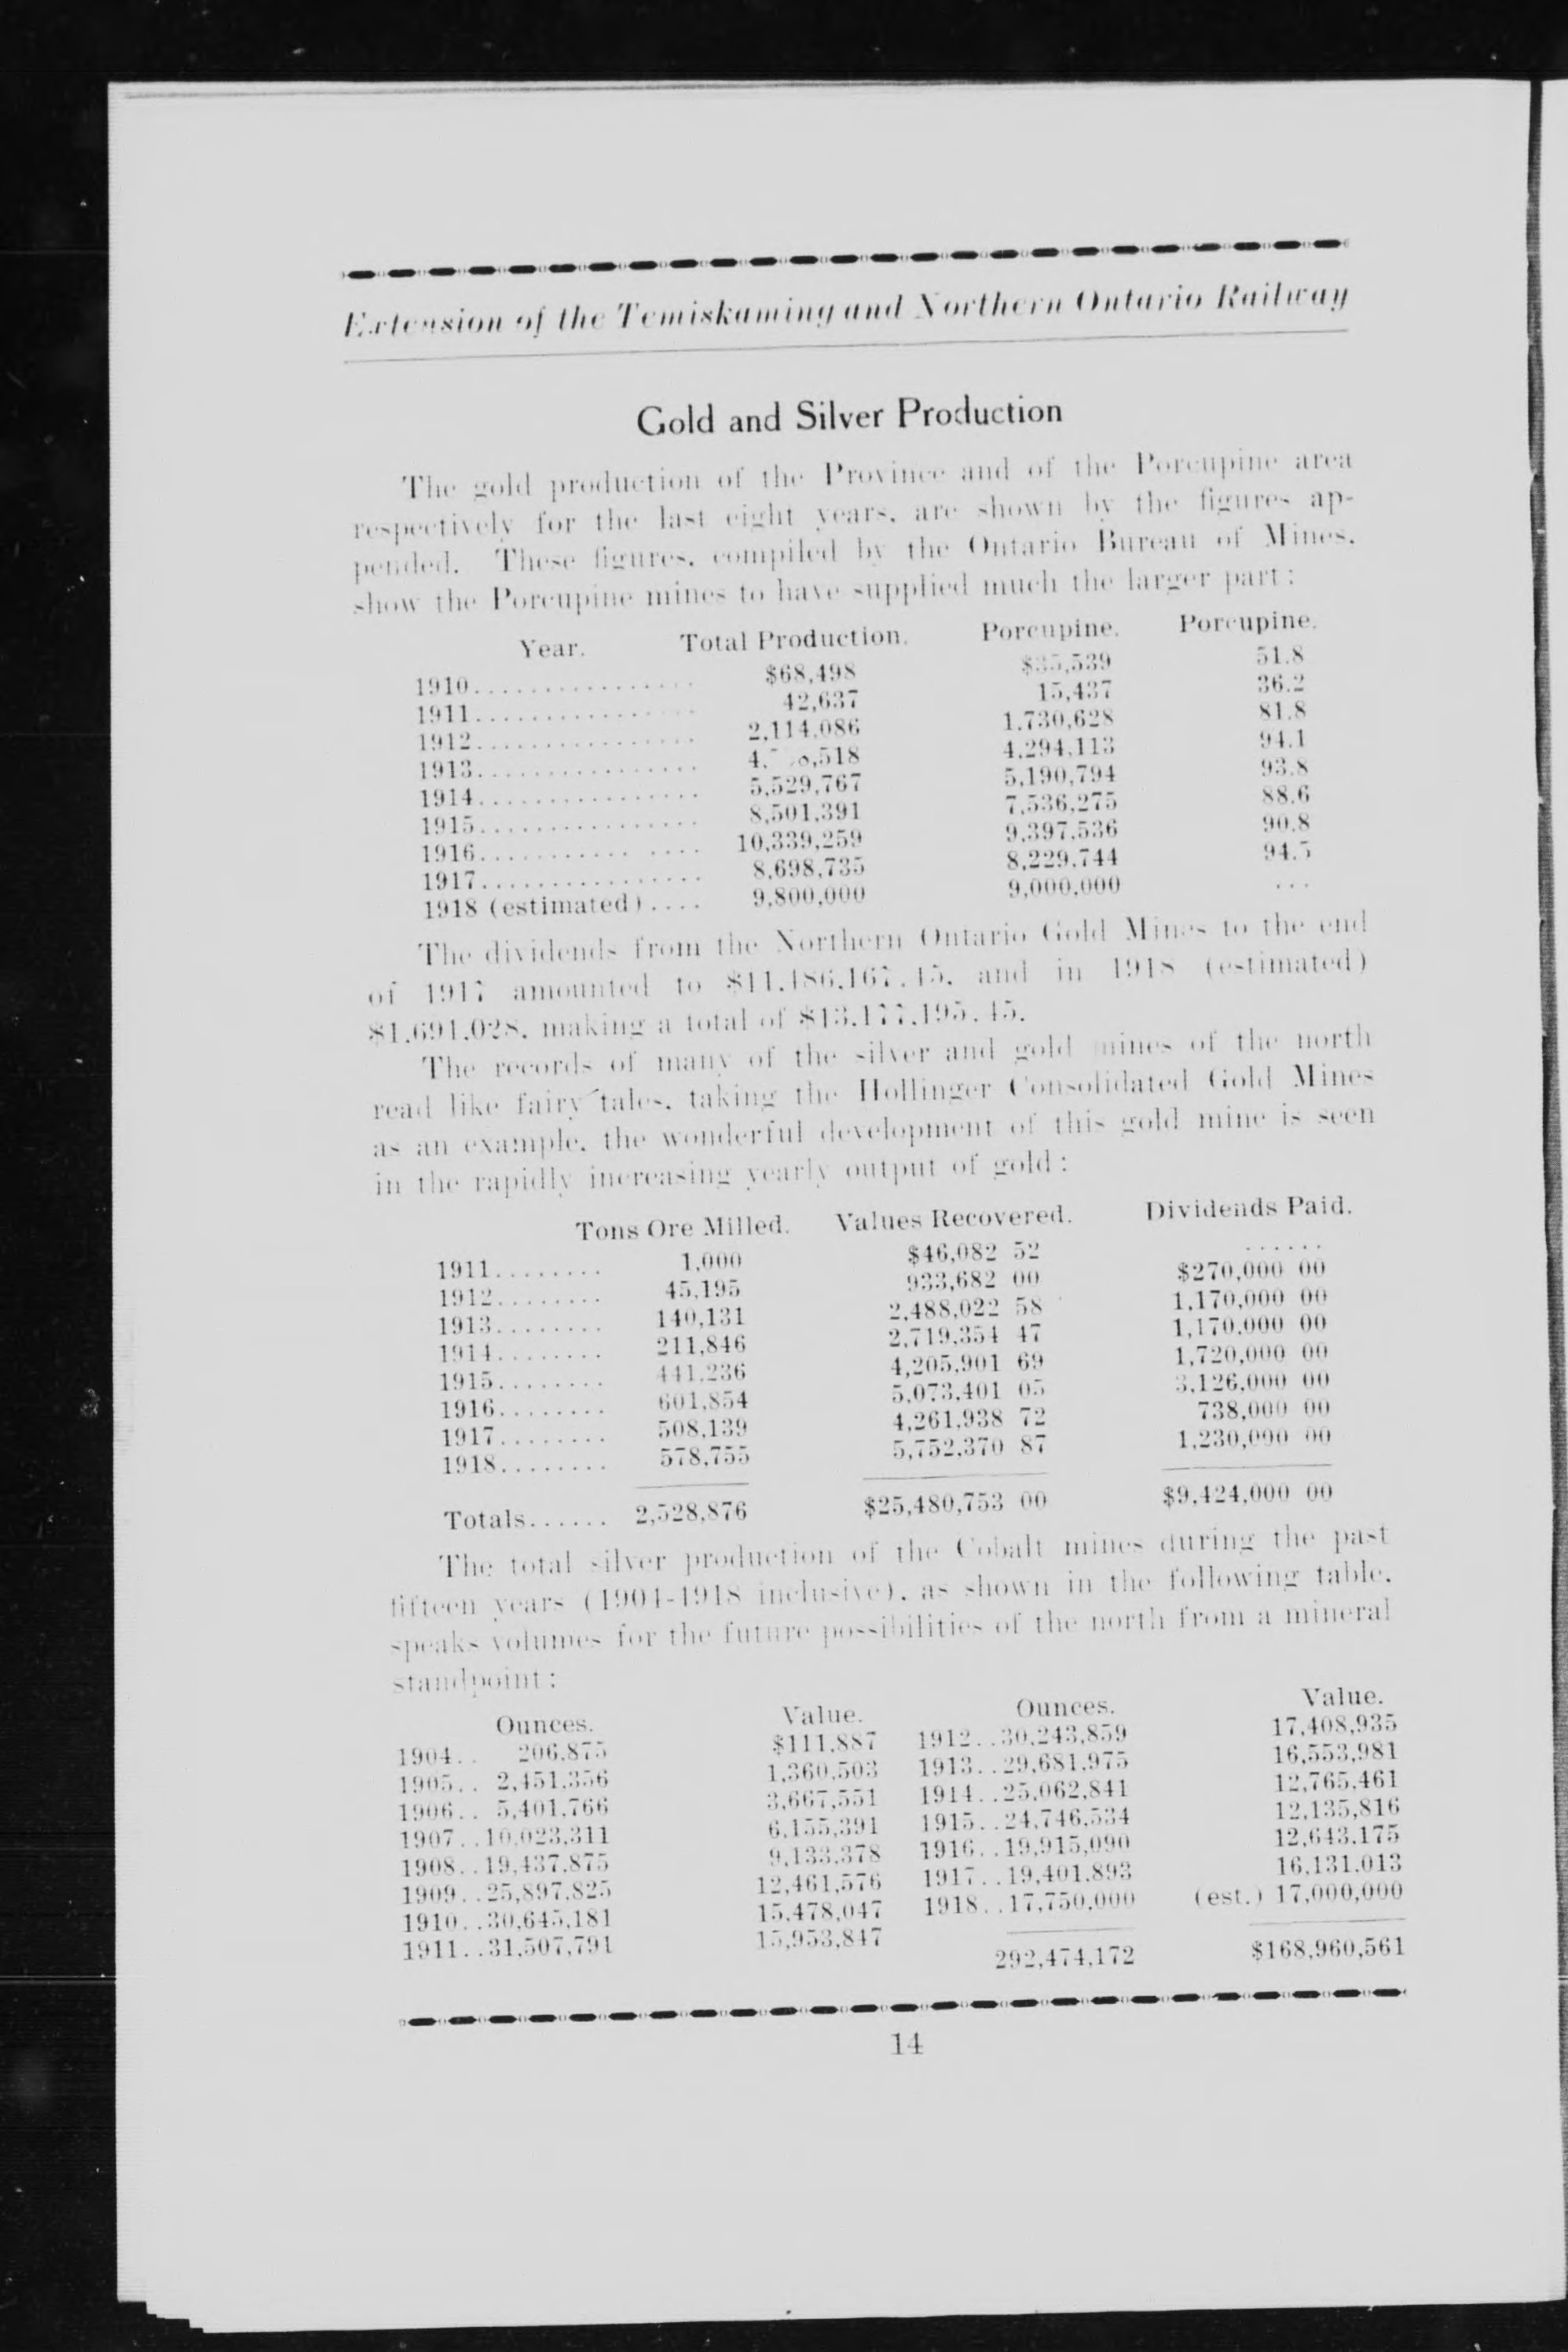 Extension of the Temiskaming and Northern Ontario Railway
Gold and Silver Production
The gold production of the Province and of the Porcupine area
respectively for the last eight years, are shown by the figures ap-
pended. These figures, compiled by the Ontario Bureau of Mines,
show the Porcupine mines to have supplied much the larger part:
Year. Total Production. Porcupine. Porcupine.
1910................ $68,498 $35,539 51.8
1911................ 42,637 15,437 36.2
1912................ 2,114,086 1,730,628 81.8
1913................ 4,294,113 94.1
1914................ 5,529,767 5,190,794 93.8
1915................ 8,501,391 7,536,275 88.6
1916........... .... 10,339,259 9,397,536 90.8
1917................ 8,698,735 8,229,744 94.5
1918 (estimated).... 9,800,000 9,000,000 ...
The dividends from the Northern Ontario Gold Mines to the end
of 1917 amounted to $11,486,167.45, and in 1918 (estimated)
$1,691,028, making a total of $13,177,195.45.
The records of many of the silver and gold mines of the north
read like fairy tales, taking the Hollinger Consolidated Gold Mines
as an example, the wonderful development of this gold mine is seen
in the rapidly increasing yearly output of gold:
Tons Ore Milled. Values Recovered. Dividends Paid.
1911........ 1,000 $46,082 52 ......
1912........ 45,195 933,682 00 $270,000 00
1913........ 140,131 2,488,022 58 1,170,000 00
1914........ 211,846 2,719,354 47 1,170,000 00
1915........ 441,236 4,205,901 69 1,720,000 00
1916........ 601,854 5,073,401 05 3,126,000 00
1917........ 508,139 4,261,938 72 738,000 00
1918........ 578,755 5,752,370 87 1,230,000 00
Totals...... 2,528,876 $25,480,753 00 $9,424,000 00
The total silver production of the Cobalt mines during the past
fifteen years (1904-1918 inclusive), as shown in the following table,
speaks volumes for the future possibilities of the north from a mineral
standpoint:
Ounces. Value. Ounces. Value.
1904.. 206,875 $111,887 1912..30,243,859 17,408,935
1905.. 2,451,356 1,360,503 1913..29,681,975 16,553,981
1906.. 5,401,766 3,667,551 1914..25,062,841 12,765,461
1907..10,023,311 6,155,391 1915..24,746,534 12,135,816
1908..19,437,875 9,133,378 1916..19,915,090 12,643,175
1909..25,897,825 12,461,576 1917..19,401,893 16,131,013
1910..30,645,181 15,478,047 1918..17,750,000 (est.) 17,000,000
1911..31,507,791 15,953,847
292,474,172 $168,960,561
14